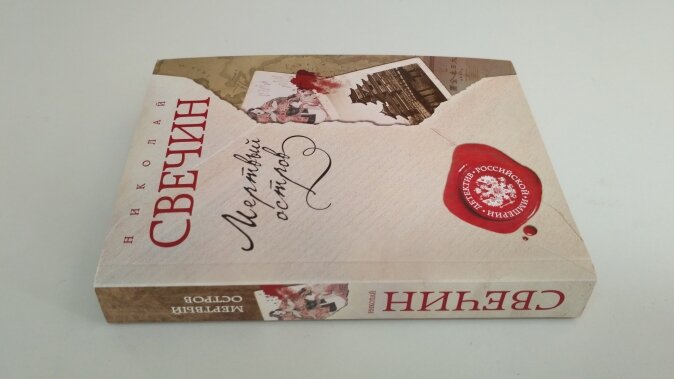 НИКОЛАЙ
СВЕЧИН
Мертвый
остров
ДЕТЕКТИВ • РОССИЙСКОЙ • ИМПЕРИИ •
НИКОЛАЙ
СВЕЧИН
МЕРТВЫЙ
ОСТРОВ